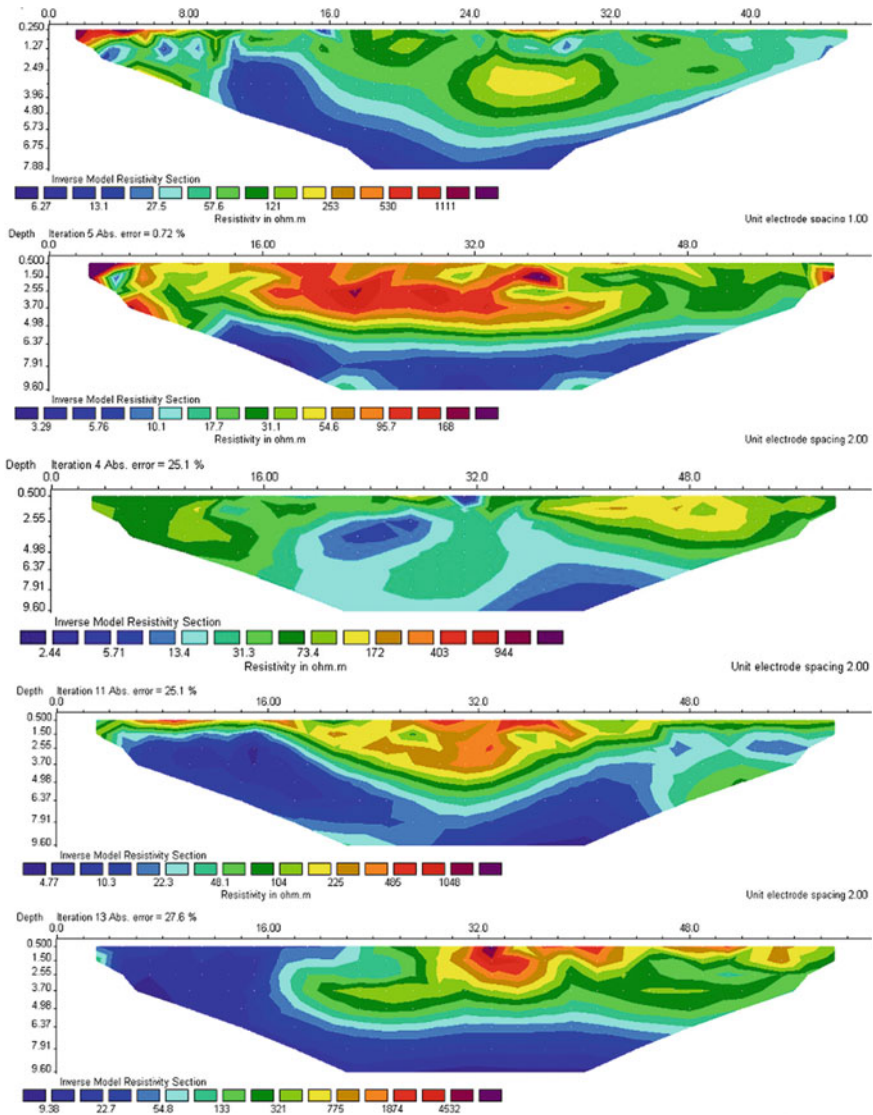 0.0 8.00 16.0 24.0 32.0 40.0
0.250
1.27
2.49
3.96
4.80
5.73
6.75
7.88
Inverse Model Resistivity Section
6.27 13.1 27.5 57.6 121 253 530 1111
Resistivity in ohm.m
Unit electrode spacing 1.00
Depth Iteration 5 Abs. error = 0.72 %
0.0 16.00 32.0 48.0
0.500
1.50
2.55
3.70
4.98
6.37
7.91
9.60
Inverse Model Resistivity Section
3.29 5.76 10.1 17.7 31.1 54.6 95.7 168
Resistivity in ohm.m
Unit electrode spacing 2.00
Depth Iteration 4 Abs. error = 25.1 %
0.0 16.00 32.0 48.0
0.500
2.55
4.98
6.37
7.91
9.60
Inverse Model Resistivity Section
2.44 5.71 13.4 31.3 73.4 172 403 944
Resistivity in ohm.m
Unit electrode spacing 2.00
Depth Iteration 11 Abs. error = 25.1 %
0.0 16.00 32.0 48.0
0.500
1.50
2.55
3.70
4.98
6.37
7.91
9.60
Inverse Model Resistivity Section
4.77 10.3 22.3 48.1 104 225 485 1048
Resistivity in ohm.m
Unit electrode spacing 2.00
Depth Iteration 13 Abs. error = 27.6 %
0.0 16.00 32.0 48.0
0.500
1.50
2.55
3.70
4.98
6.37
7.91
9.60
Inverse Model Resistivity Section
9.38 22.7 54.8 133 321 775 1874 4532